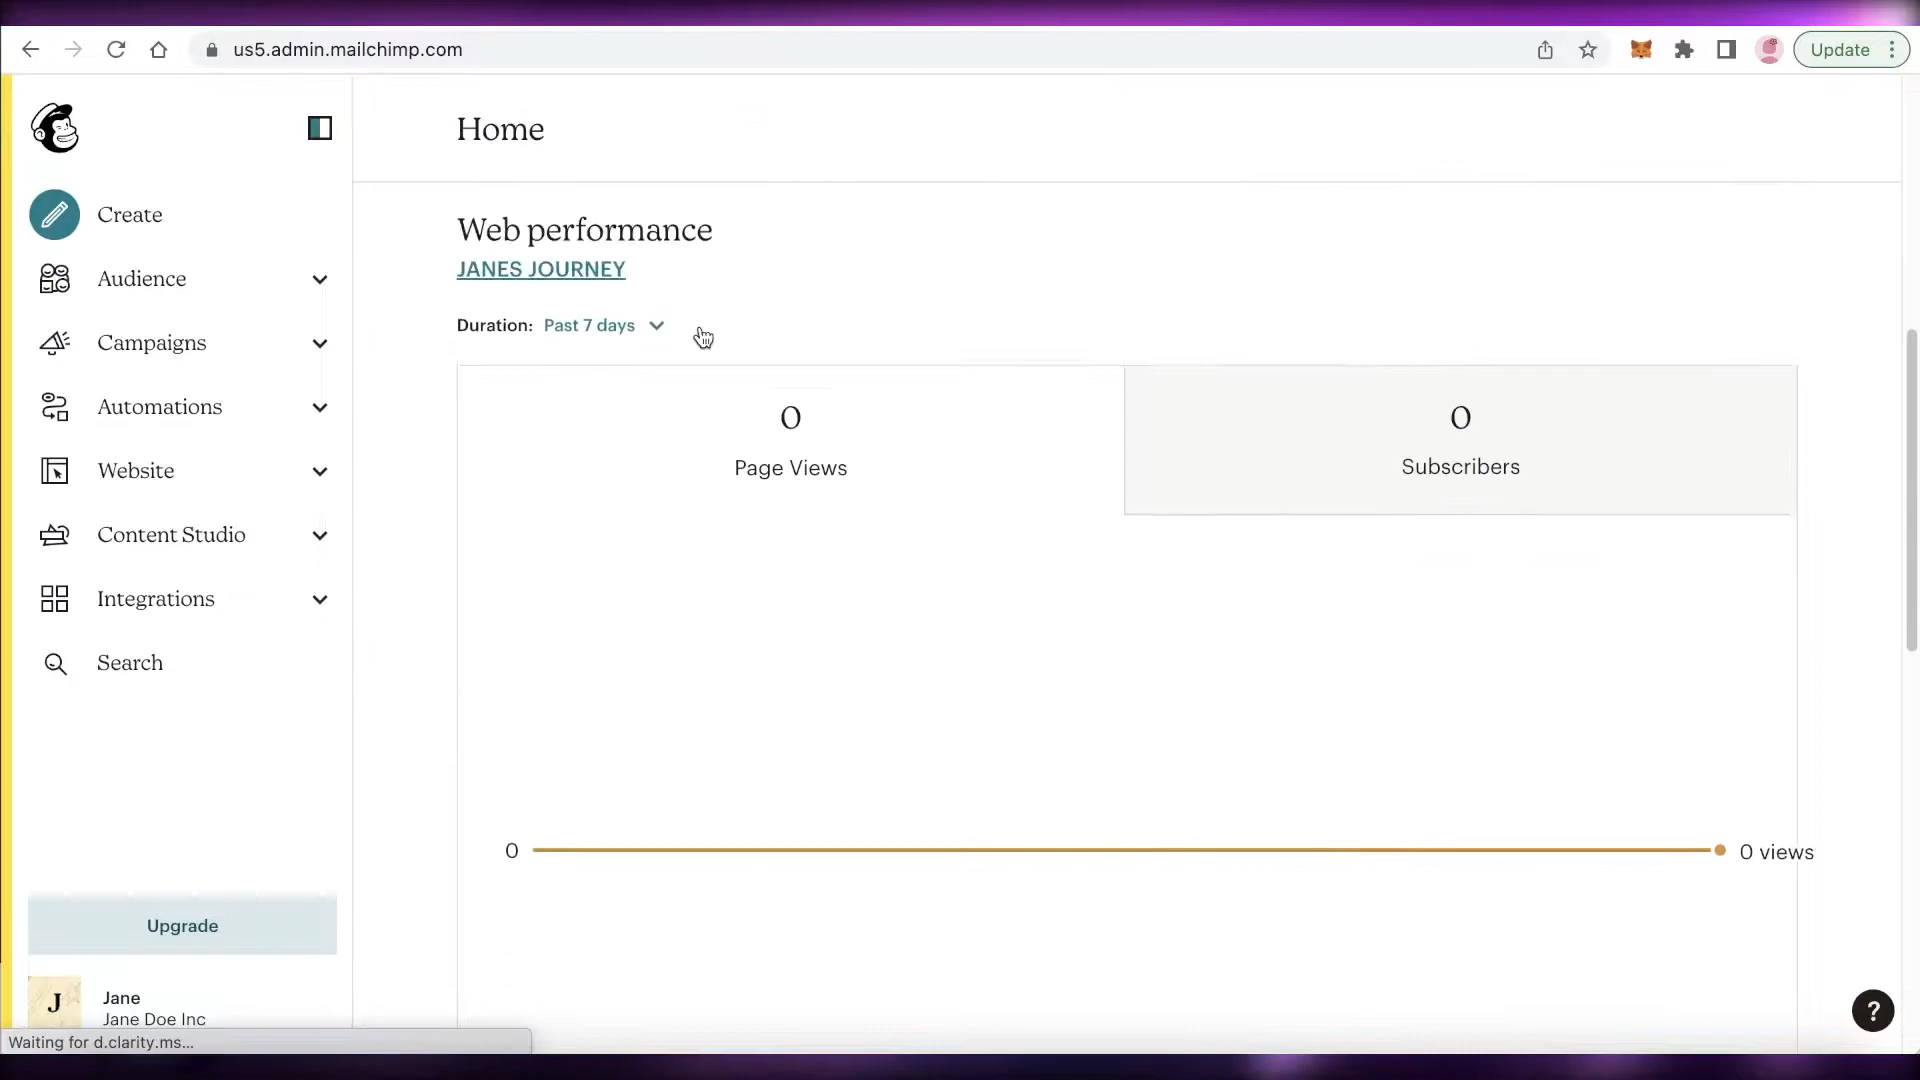 us5.admin.mailchimp.com
Update
Home
Create
Audience
Campaigns
Automations
Website
Content Studio
Integrations
Search
Web performance
JANES JOURNEY
Duration: Past 7 days
0
Page Views
0
Subscribers
0
0 views
Upgrade
J
Jane
Jane Doe Inc
?
Waiting for d.clarity.ms...